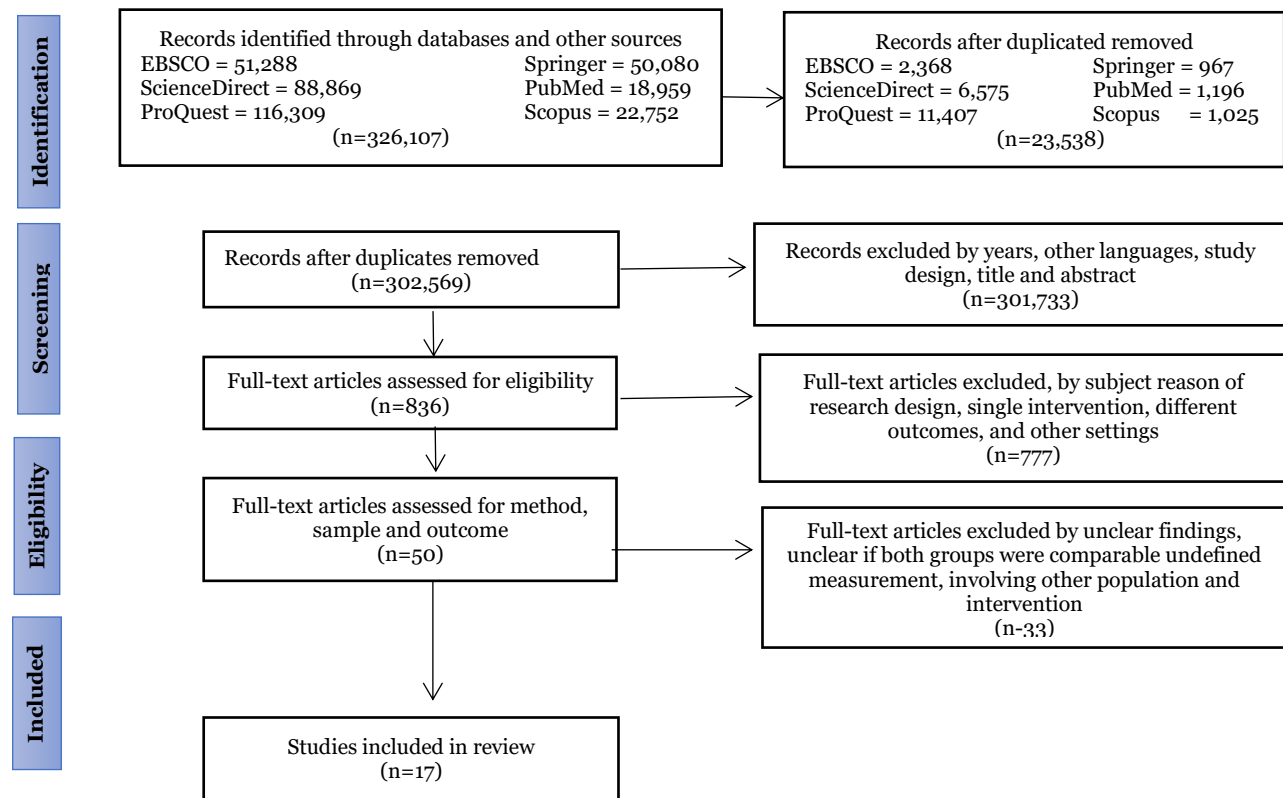 Identification
Records identified through databases and other sources
EBSCO = 51,288 Springer = 50,080
ScienceDirect = 88,869 PubMed = 18,959
ProQuest = 116,309 Scopus = 22,752
(n=326,107)
Records after duplicated removed
EBSCO = 2,368 Springer = 967
ScienceDirect = 6,575 PubMed = 1,196
ProQuest = 11,407 Scopus = 1,025
(n=23,538)
Screening
Records after duplicates removed
(n=302,569)
Records excluded by years, other languages, study
design, title and abstract
(n=301,733)
Full-text articles assessed for eligibility
(n=836)
Full-text articles excluded, by subject reason of
research design, single intervention, different
outcomes, and other settings
(n=777)
Eligibility
Full-text articles assessed for method,
sample and outcome
(n=50)
Full-text articles excluded by unclear findings,
unclear if both groups were comparable undefined
measurement, involving other population and
intervention
(n-33)
Included
Studies included in review
(n=17)